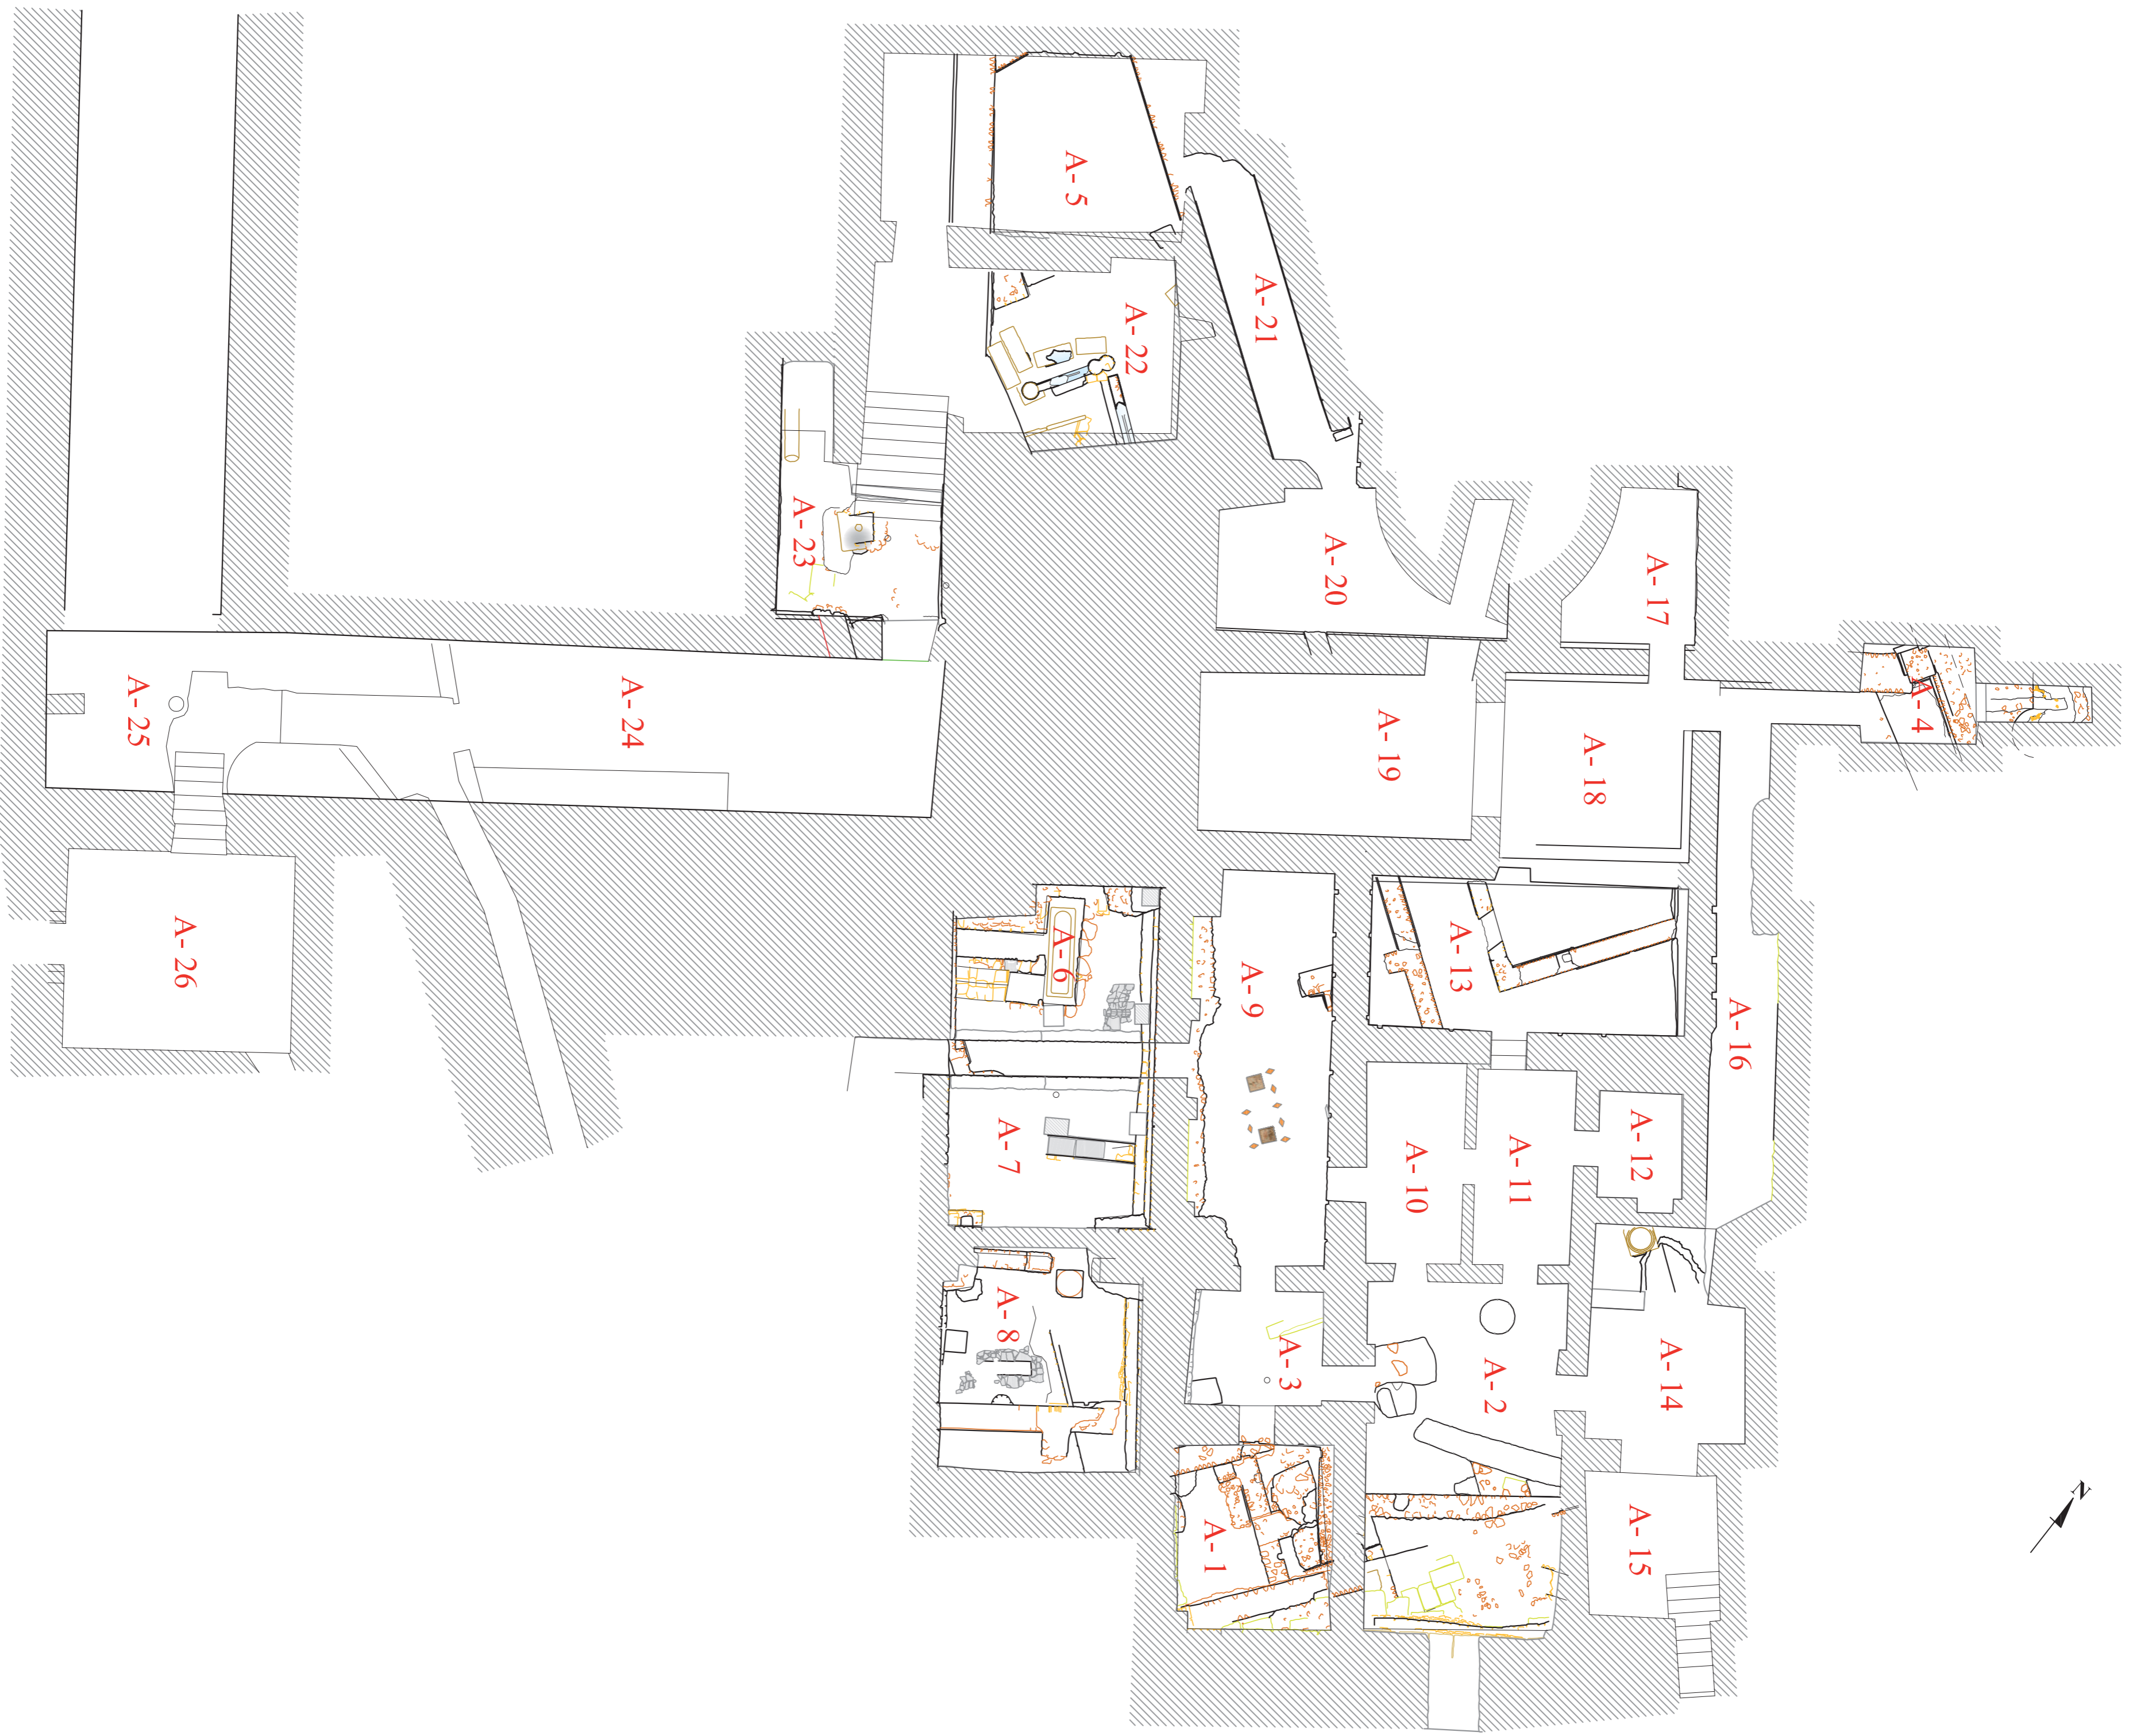 A- 5
A- 21
A- 22
A- 23
A- 20
A- 17
A- 4
A- 25
A- 24
A- 19
A- 18
A- 26
A- 6
A- 9
A- 13
A- 16
A- 7
A- 10
A- 11
A- 12
A- 8
A- 3
A- 2
A- 14
A- 1
A- 15
N